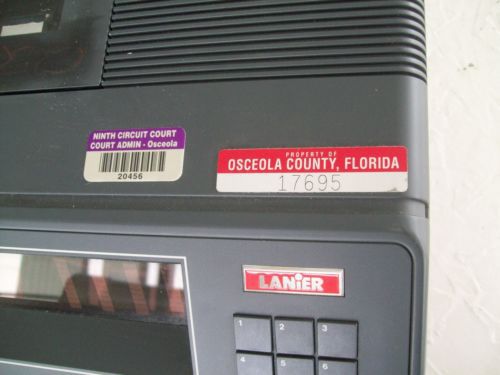 NINTH CIRCUIT COURT
COURT ADMIN - Osceola
20456
PROPERTY OF
OSCEOLA COUNTY, FLORIDA
17695
LANIER
1 2 3
4 5 6